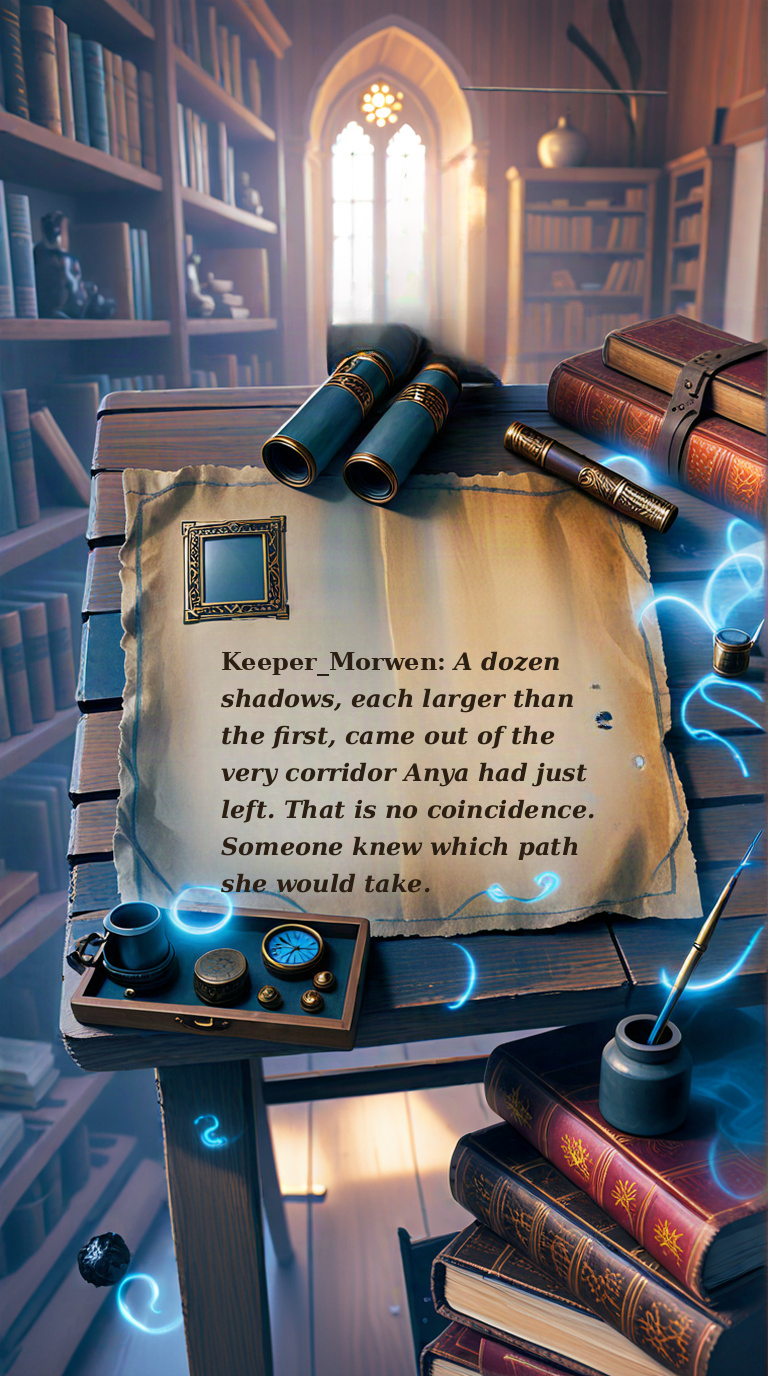 Keeper_Morwen: A dozen
shadows, each larger than
the first, came out of the
very corridor Anya had just
left. That is no coincidence.
Someone knew which path
she would take.